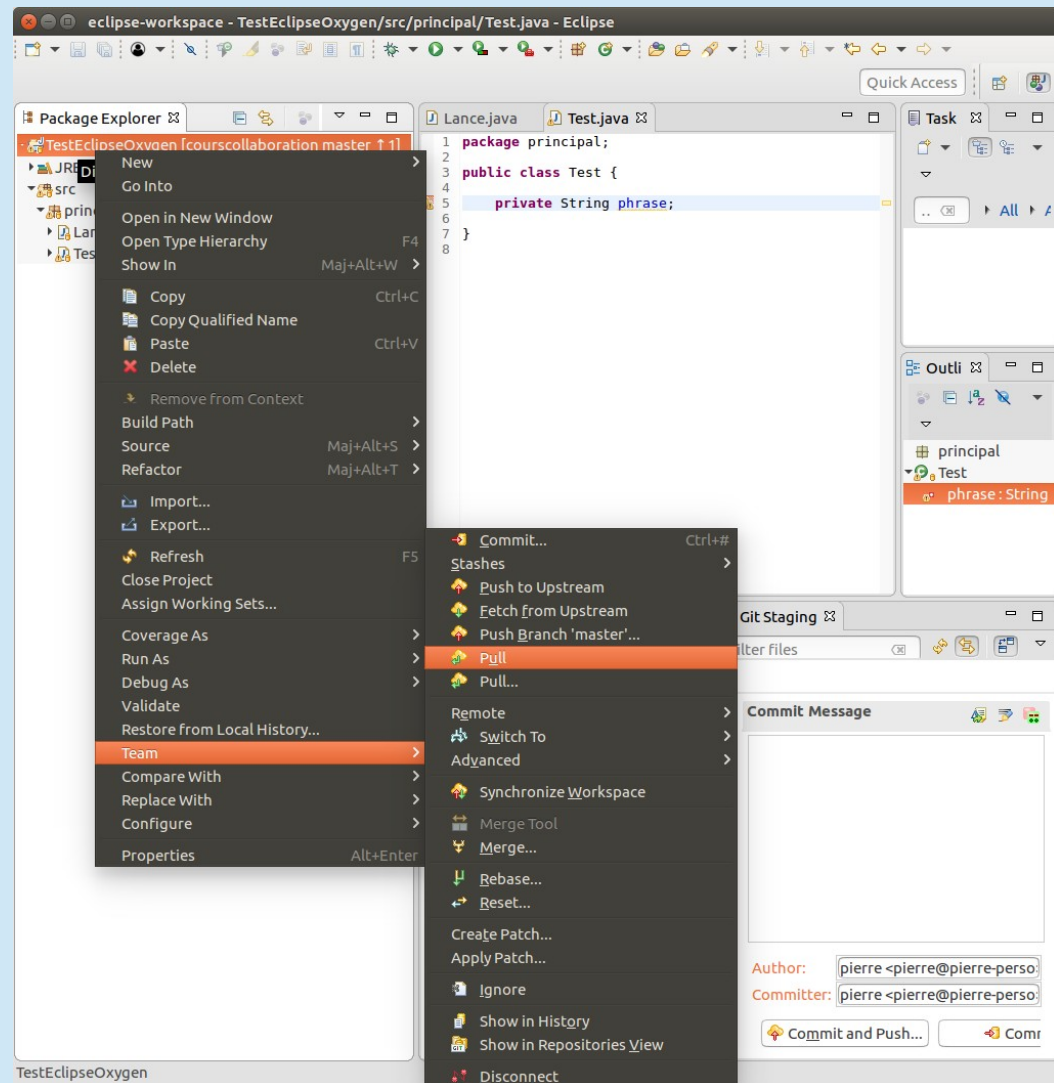 eclipse-workspace - TestEclipseOxygen/src/principal/Test.java - Eclipse
Quick Access
Package Explorer
TestEclipseOxygen [courscollaboration master ↑1]
JRE
Di
src
prin
Lan
Tes
New
Go Into
Open in New Window
Open Type Hierarchy F4
Show In Maj+Alt+W
Copy Ctrl+C
Copy Qualified Name
Paste Ctrl+V
Delete
Remove from Context
Build Path
Source Maj+Alt+S
Refactor Maj+Alt+T
Import...
Export...
Refresh F5
Close Project
Assign Working Sets...
Coverage As
Run As
Debug As
Validate
Restore from Local History...
Team
Compare With
Replace With
Configure
Properties Alt+Enter
Lance.java Test.java
1 package principal;
2
3 public class Test {
4
5 private String phrase;
6
7 }
8
Commit... Ctrl+#
Stashes
Push to Upstream
Fetch from Upstream
Push Branch 'master'...
Pull
Pull...
Remote
Switch To
Advanced
Synchronize Workspace
Merge Tool
Merge...
Rebase...
Reset...
Create Patch...
Apply Patch...
Ignore
Show in History
Show in Repositories View
Disconnect
Task
.. All A
Outli
principal
Test
phrase : String
Git Staging
ilter files
Commit Message
Author: pierre <pierre@pierre-perso
Committer: pierre <pierre@pierre-perso
Commit and Push... Comm
TestEclipseOxygen